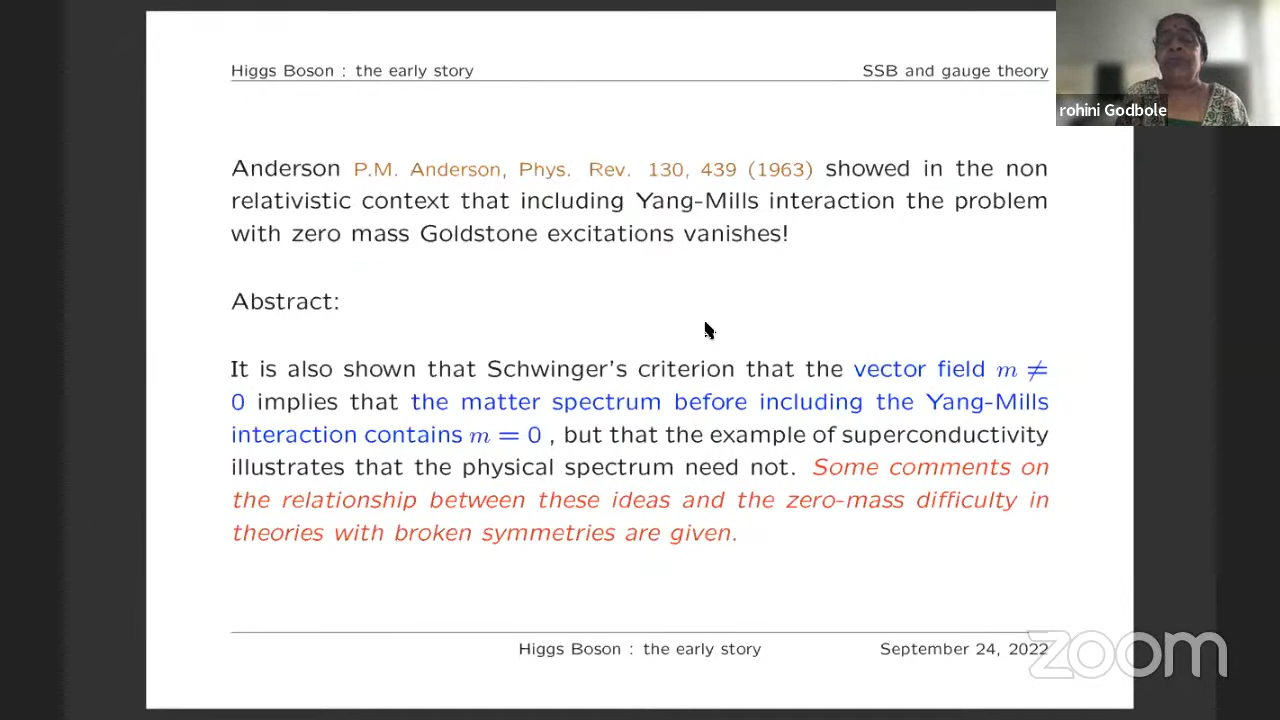 Higgs Boson : the early story
SSB and gauge theory
rohini Godbole
Anderson P.M. Anderson, Phys. Rev. 130, 439 (1963) showed in the non
relativistic context that including Yang-Mills interaction the problem
with zero mass Goldstone excitations vanishes!
Abstract:
It is also shown that Schwinger's criterion that the vector field m ≠
0 implies that the matter spectrum before including the Yang-Mills
interaction contains m = 0 , but that the example of superconductivity
illustrates that the physical spectrum need not. Some comments on
the relationship between these ideas and the zero-mass difficulty in
theories with broken symmetries are given.
Higgs Boson : the early story
September 24, 2022
zoom